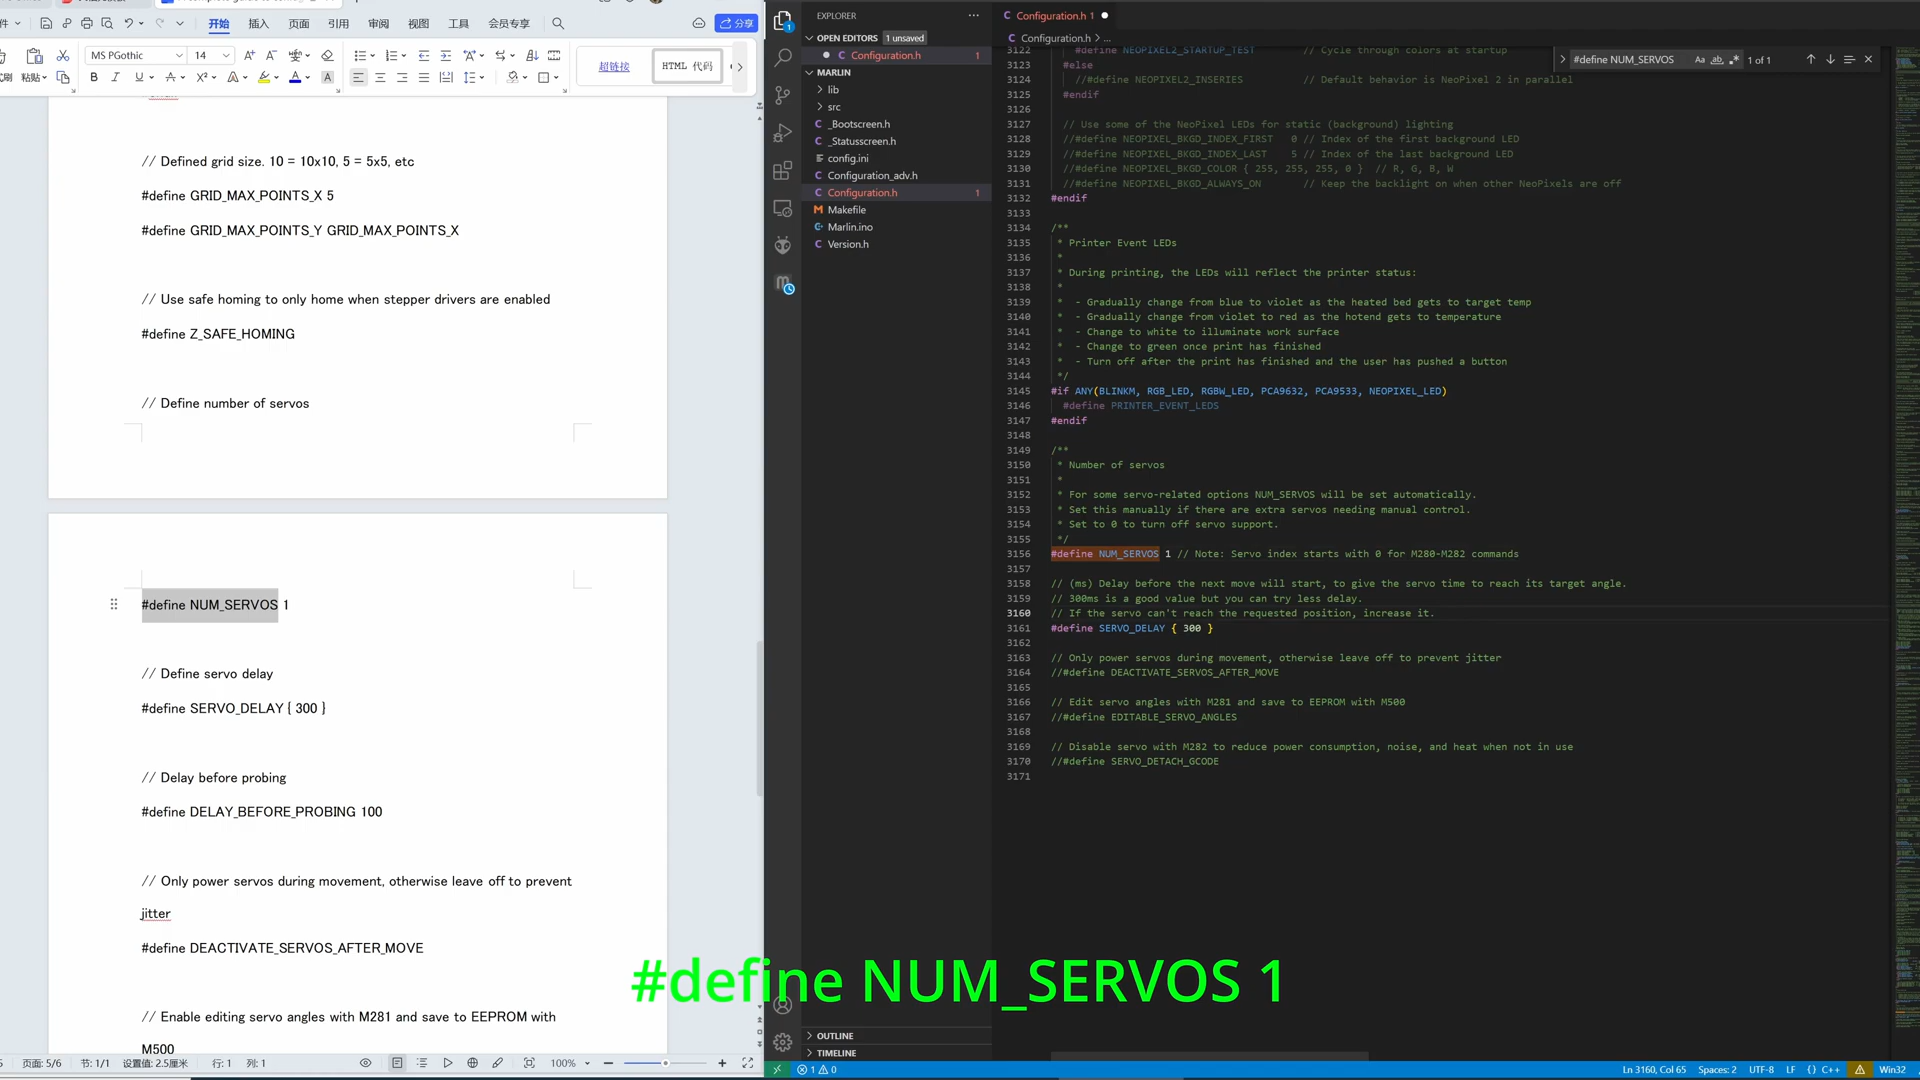 开始
插入
页面
引用
审阅
视图
工具
会员专享
分享
粘贴
MS PGothic
14
超链接
HTML 代码
// Defined grid size. 10 = 10x10, 5 = 5x5, etc
#define GRID_MAX_POINTS_X 5
#define GRID_MAX_POINTS_Y GRID_MAX_POINTS_X
// Use safe homing to only home when stepper drivers are enabled
#define Z_SAFE_HOMING
// Define number of servos
#define NUM_SERVOS 1
// Define servo delay
#define SERVO_DELAY { 300 }
// Delay before probing
#define DELAY_BEFORE_PROBING 100
// Only power servos during movement, otherwise leave off to prevent
jitter
#define DEACTIVATE_SERVOS_AFTER_MOVE
// Enable editing servo angles with M281 and save to EEPROM with
M500
页面: 5/6 节: 1/1 设置值: 2.5厘米 行: 1 列: 1
100%
EXPLORER
OPEN EDITORS 1 unsaved
Configuration.h 1
MARLIN
lib
src
_Bootscreen.h
_Statusscreen.h
config.ini
Configuration_adv.h
Configuration.h 1
Makefile
Marlin.ino
Version.h
OUTLINE
TIMELINE
Configuration.h 1
Configuration.h > ...
#define NUM_SERVOS
1 of 1
3122 #define NEOPIXEL2_STARTUP_TEST // Cycle through colors at startup
3123 #else
3124 //#define NEOPIXEL2_INSERIES // Default behavior is NeoPixel 2 in parallel
3125 #endif
3126
3127 // Use some of the NeoPixel LEDs for static (background) lighting
3128 //#define NEOPIXEL_BKGD_INDEX_FIRST 0 // Index of the first background LED
3129 //#define NEOPIXEL_BKGD_INDEX_LAST 5 // Index of the last background LED
3130 //#define NEOPIXEL_BKGD_COLOR { 255, 255, 255, 0 } // R, G, B, W
3131 //#define NEOPIXEL_BKGD_ALWAYS_ON // Keep the backlight on when other NeoPixels are off
3132 #endif
3133
3134 /**
3135 * Printer Event LEDs
3136 *
3137 * During printing, the LEDs will reflect the printer status:
3138 *
3139 * - Gradually change from blue to violet as the heated bed gets to target temp
3140 * - Gradually change from violet to red as the hotend gets to temperature
3141 * - Change to white to illuminate work surface
3142 * - Change to green once print has finished
3143 * - Turn off after the print has finished and the user has pushed a button
3144 */
3145 #if ANY(BLINKM, RGB_LED, RGBW_LED, PCA9632, PCA9533, NEOPIXEL_LED)
3146 #define PRINTER_EVENT_LEDS
3147 #endif
3148
3149 /**
3150 * Number of servos
3151 *
3152 * For some servo-related options NUM_SERVOS will be set automatically.
3153 * Set this manually if there are extra servos needing manual control.
3154 * Set to 0 to turn off servo support.
3155 */
3156 #define NUM_SERVOS 1 // Note: Servo index starts with 0 for M280-M282 commands
3157
3158 // (ms) Delay before the next move will start, to give the servo time to reach its target angle.
3159 // 300ms is a good value but you can try less delay.
3160 // If the servo can't reach the requested position, increase it.
3161 #define SERVO_DELAY { 300 }
3162
3163 // Only power servos during movement, otherwise leave off to prevent jitter
3164 //#define DEACTIVATE_SERVOS_AFTER_MOVE
3165
3166 // Edit servo angles with M281 and save to EEPROM with M500
3167 //#define EDITABLE_SERVO_ANGLES
3168
3169 // Disable servo with M282 to reduce power consumption, noise, and heat when not in use
3170 //#define SERVO_DETACH_GCODE
3171
#define NUM_SERVOS 1
1 0
Ln 3160, Col 65 Spaces: 2 UTF-8 LF {} C++ Win32